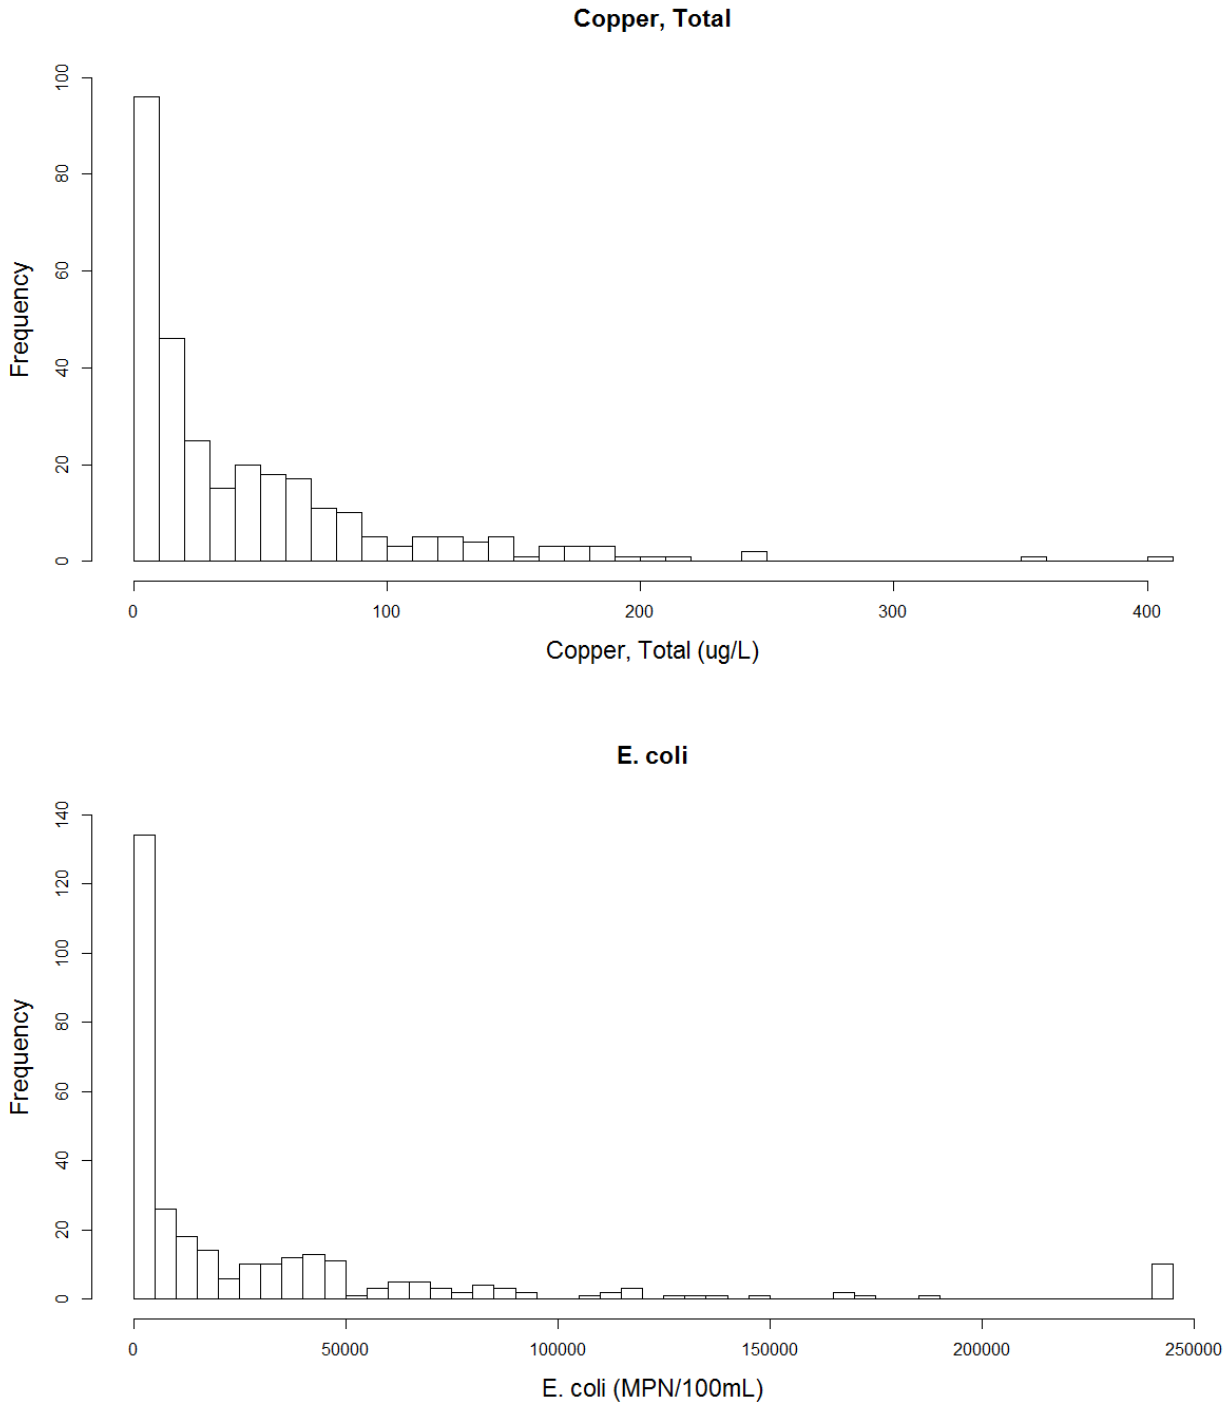 Copper, Total
Frequency
100
80
60
40
20
0
0 100 200 300 400
Copper, Total (ug/L)
E. coli
Frequency
140
120
100
80
60
40
20
0
0 50000 100000 150000 200000 250000
E. coli (MPN/100mL)